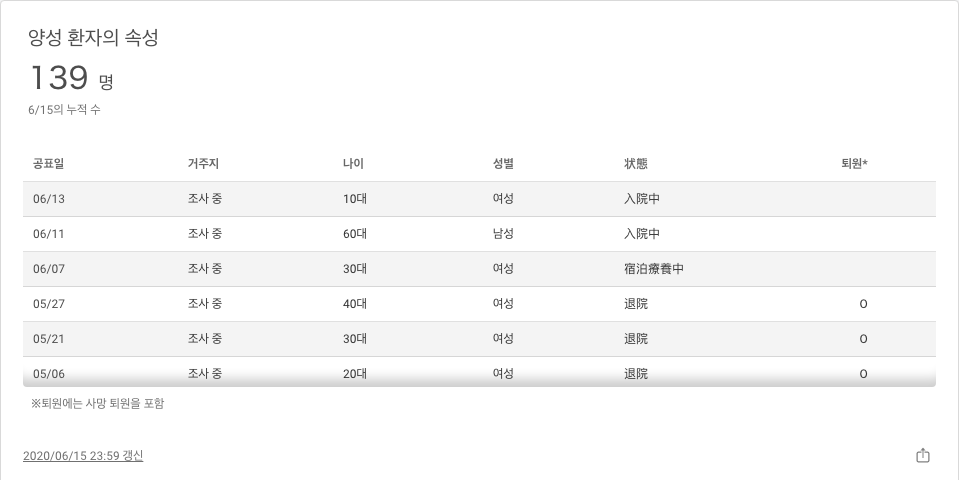 양성 환자의 속성
139 명
6/15의 누적 수
공표일 거주지 나이 성별 状態 퇴원*
06/13 조사 중 10대 여성 入院中
06/11 조사 중 60대 남성 入院中
06/07 조사 중 30대 여성 宿泊療養中
05/27 조사 중 40대 여성 退院 O
05/21 조사 중 30대 여성 退院 O
05/06 조사 중 20대 여성 退院 O
※퇴원에는 사망 퇴원을 포함
2020/06/15 23:59 갱신